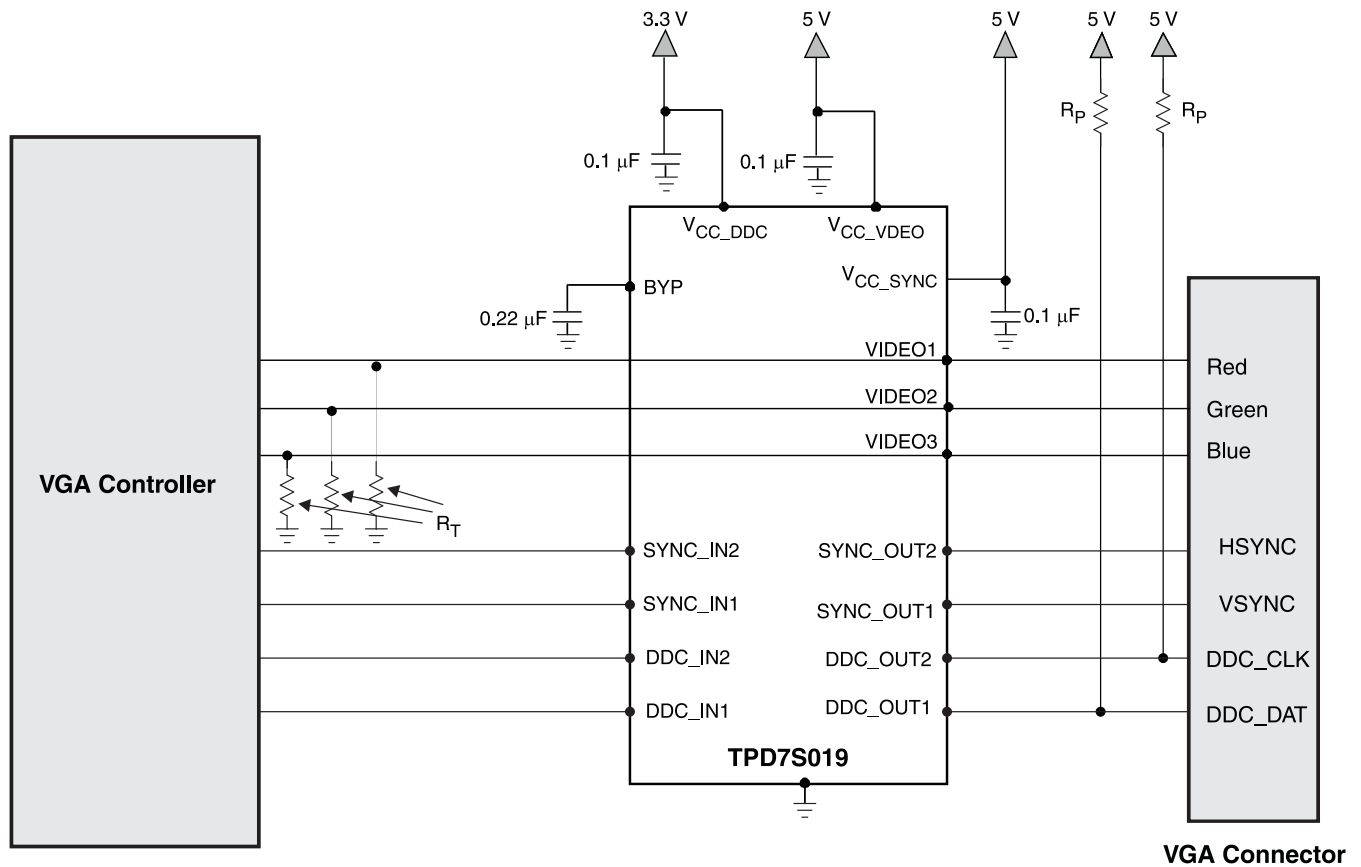 3.3 V
5 V
5 V
5 V
5 V
R_P
R_P
0.1 μF
0.1 μF
V_CC_DDC
V_CC_VDEO
BYP
V_CC_SYNC
0.22 μF
0.1 μF
VIDEO1
Red
VIDEO2
Green
VIDEO3
Blue
VGA Controller
R_T
SYNC_IN2
SYNC_OUT2
HSYNC
SYNC_IN1
SYNC_OUT1
VSYNC
DDC_IN2
DDC_OUT2
DDC_CLK
DDC_IN1
DDC_OUT1
DDC_DAT
TPD7S019
VGA Connector